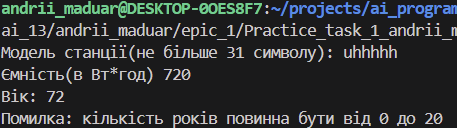 andrii_maduar@DESKTOP-0OES8F7:~/projects/ai_program
ai_13/andrii_maduar/epic_1/Practice_task_1_andrii_m
Модель станції(не більше 31 символу): uhhhhh
Ємність(в Вт*год) 720
Вік: 72
Помилка: кількість років повинна бути від 0 до 20